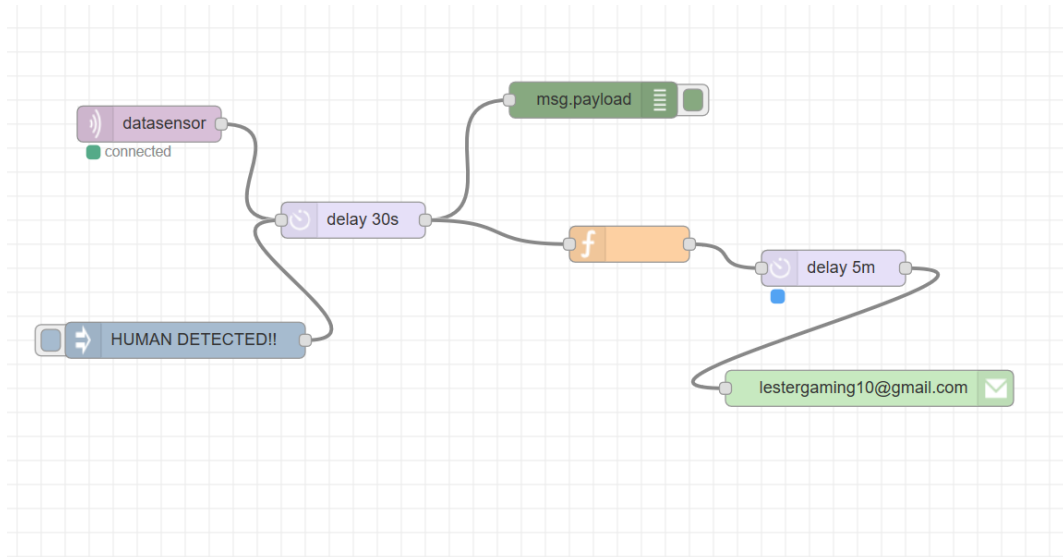 msg.payload
datasensor
connected
delay 30s
delay 5m
HUMAN DETECTED!!
lestergaming10@gmail.com